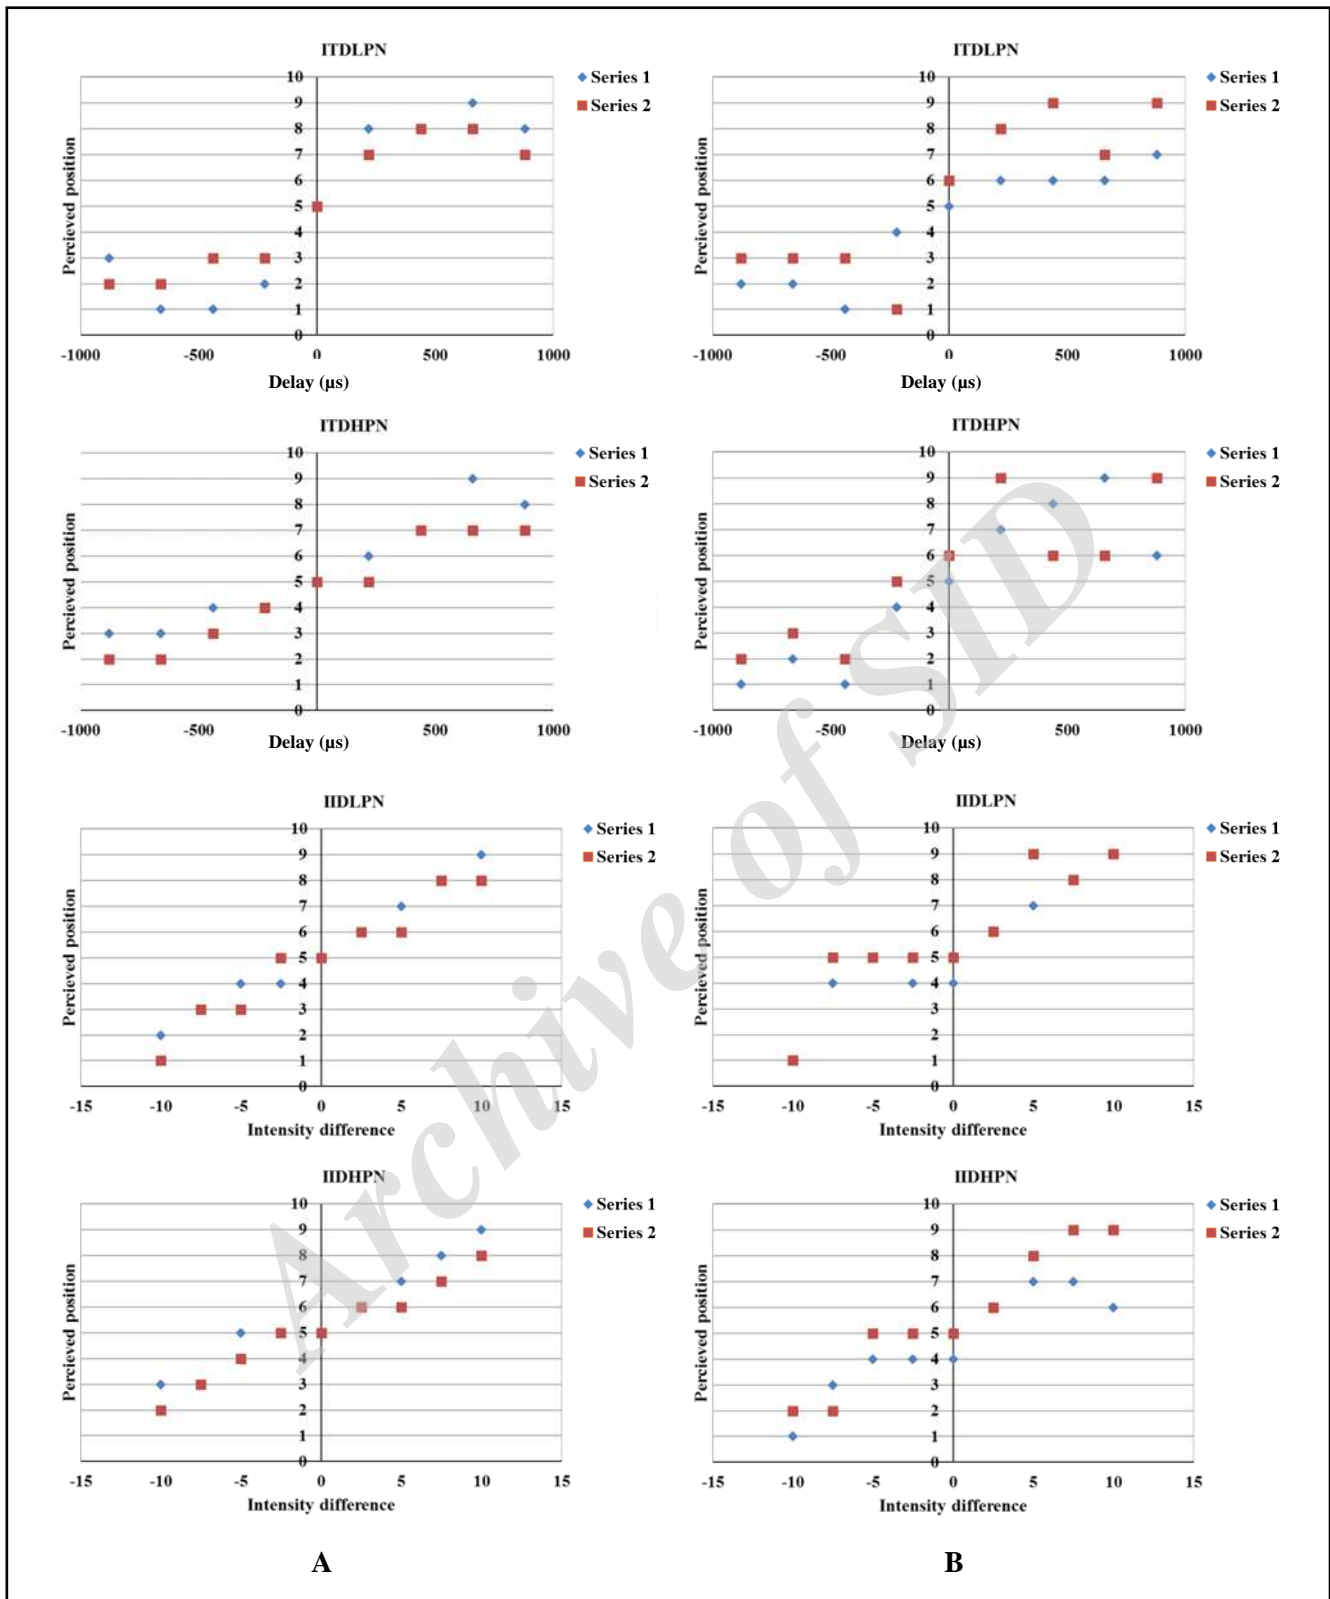 ITDLPN
Series 1
Series 2
Percieved position
10
9
8
7
6
5
4
3
2
1
0
-1000 -500 0 500 1000
Delay (µs)
ITDLPN
Series 1
Series 2
Percieved position
10
9
8
7
6
5
4
3
2
1
0
-1000 -500 0 500 1000
Delay (µs)
ITDHPN
Series 1
Series 2
Percieved position
10
9
8
7
6
5
4
3
2
1
0
-1000 -500 0 500 1000
Delay (µs)
ITDHPN
Series 1
Series 2
Percieved position
10
9
8
7
6
5
4
3
2
1
0
-1000 -500 0 500 1000
Delay (µs)
IIDLPN
Series 1
Series 2
Percieved position
10
9
8
7
6
5
4
3
2
1
0
-15 -10 -5 0 5 10 15
Intensity difference
IIDLPN
Series 1
Series 2
Percieved position
10
9
8
7
6
5
4
3
2
1
0
-15 -10 -5 0 5 10 15
Intensity difference
IIDHPN
Series 1
Series 2
Percieved position
10
9
8
7
6
5
4
3
2
1
0
-15 -10 -5 0 5 10 15
Intensity difference
IIDHPN
Series 1
Series 2
Percieved position
10
9
8
7
6
5
4
3
2
1
0
-15 -10 -5 0 5 10 15
Intensity difference
A
B
Archive of SID